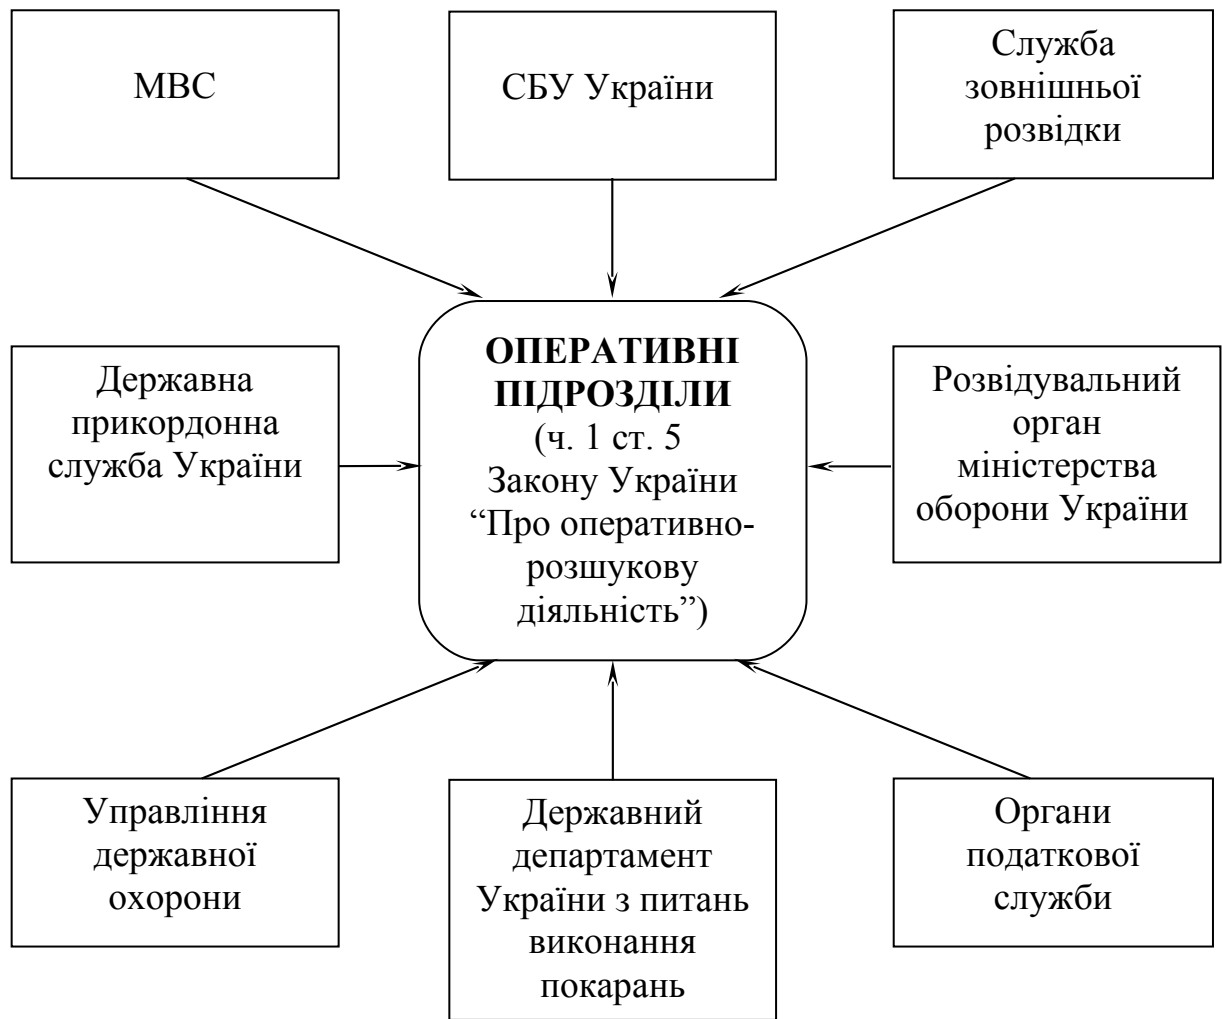 МВС
СБУ України
Служба
зовнішньої
розвідки
Державна
прикордонна
служба України
ОПЕРАТИВНІ
ПІДРОЗДІЛИ
(ч. 1 ст. 5
Закону України
“Про оперативно-
розшукову
діяльність”)
Розвідувальний
орган
міністерства
оборони України
Управління
державної
охорони
Державний
департамент
України з питань
виконання
покарань
Органи
податкової
служби